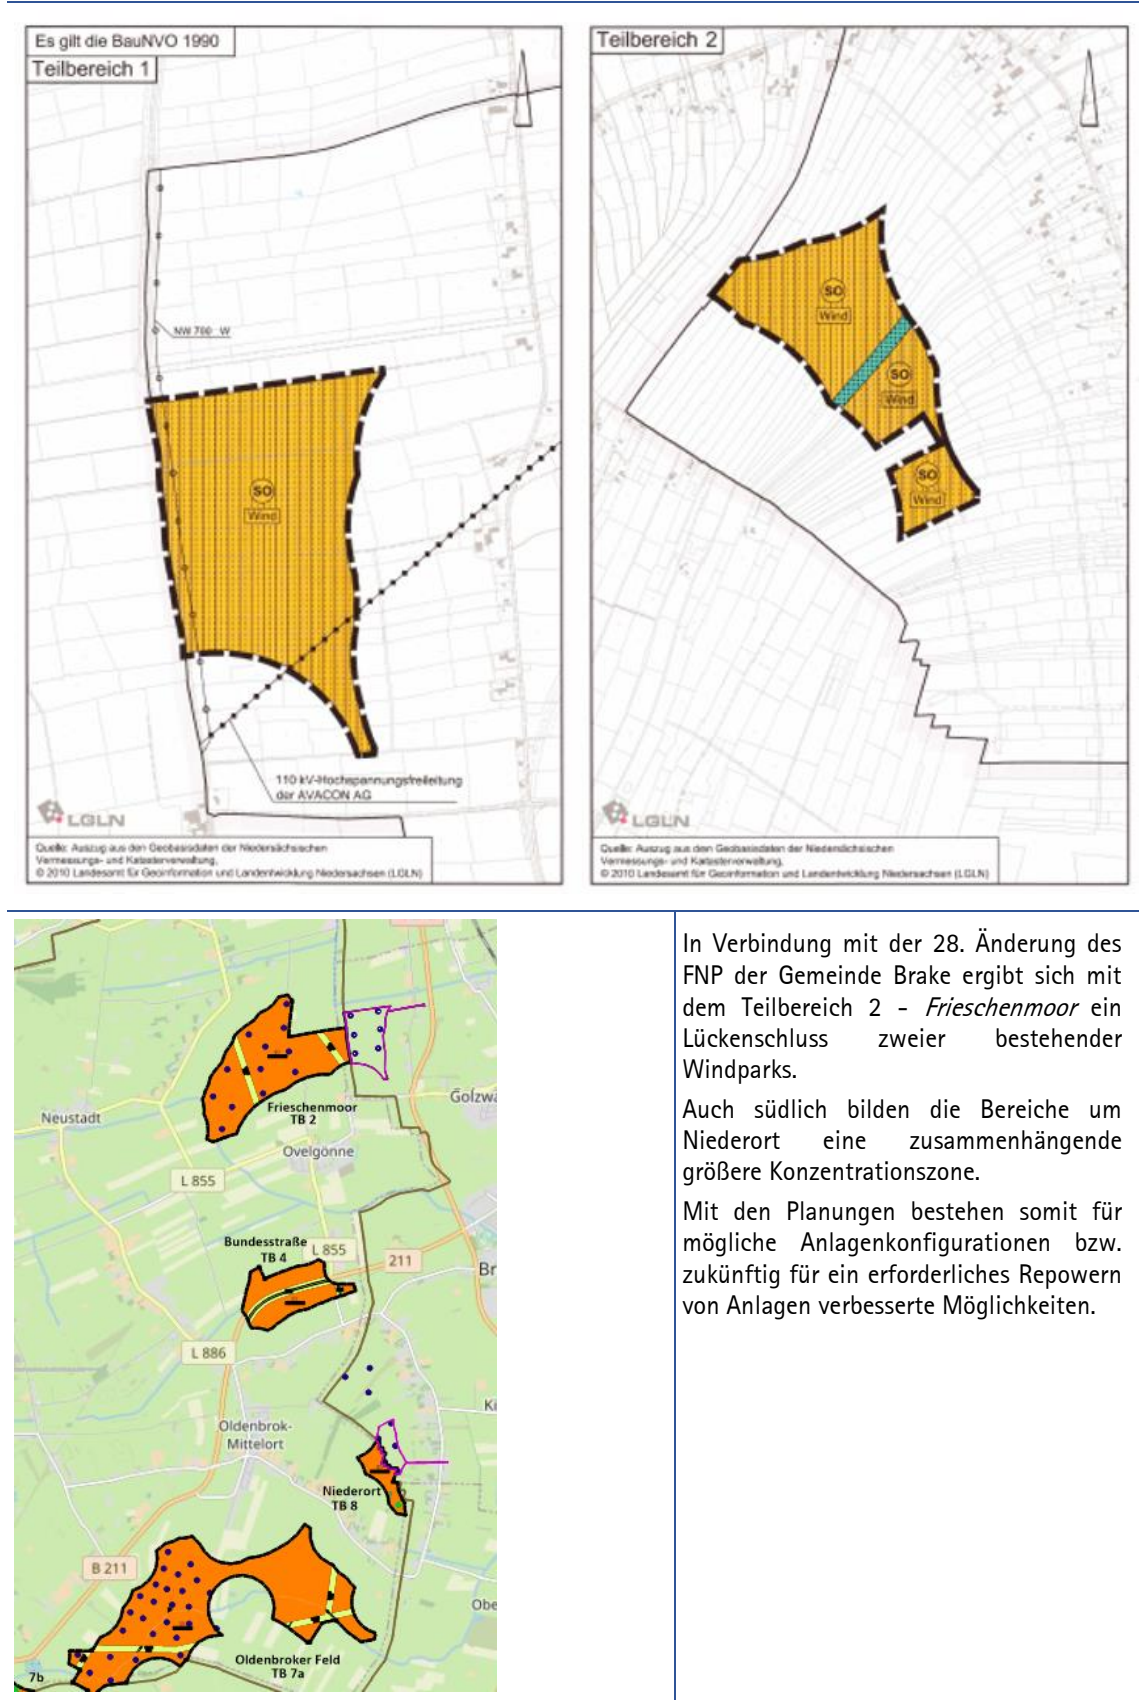 Es gilt die BauNVO 1990
Teilbereich 1
NW 700 W
SO
Wind
110 kV-Hochspannungsfreileitung
der AVACON AG
LGLN
Quelle: Auszug aus den Geobasisdaten der Niedersächsischen
Vermessungs- und Katasterverwaltung,
© 2010 Landesamt für Geoinformation und Landentwicklung Niedersachsen (LGLN)
Teilbereich 2
SO
Wind
SO
Wind
SO
Wind
LGLN
Quelle: Auszug aus den Geobasisdaten der Niedersächsischen
Vermessungs- und Katasterverwaltung,
© 2010 Landesamt für Geoinformation und Landentwicklung Niedersachsen (LGLN)
Neustadt
Frieschenmoor
TB 2
Golzwa
Ovelgönne
L 855
Bundesstraße
TB 4
L 855
211
Br
L 886
Oldenbrok-
Mittelort
Ki
Niederort
TB 8
B 211
Obe
Oldenbroker Feld
TB 7a
7b
In Verbindung mit der 28. Änderung des
FNP der Gemeinde Brake ergibt sich mit
dem Teilbereich 2 - Frieschenmoor ein
Lückenschluss zweier bestehender
Windparks.
Auch südlich bilden die Bereiche um
Niederort eine zusammenhängende
größere Konzentrationszone.
Mit den Planungen bestehen somit für
mögliche Anlagenkonfigurationen bzw.
zukünftig für ein erforderliches Repowern
von Anlagen verbesserte Möglichkeiten.